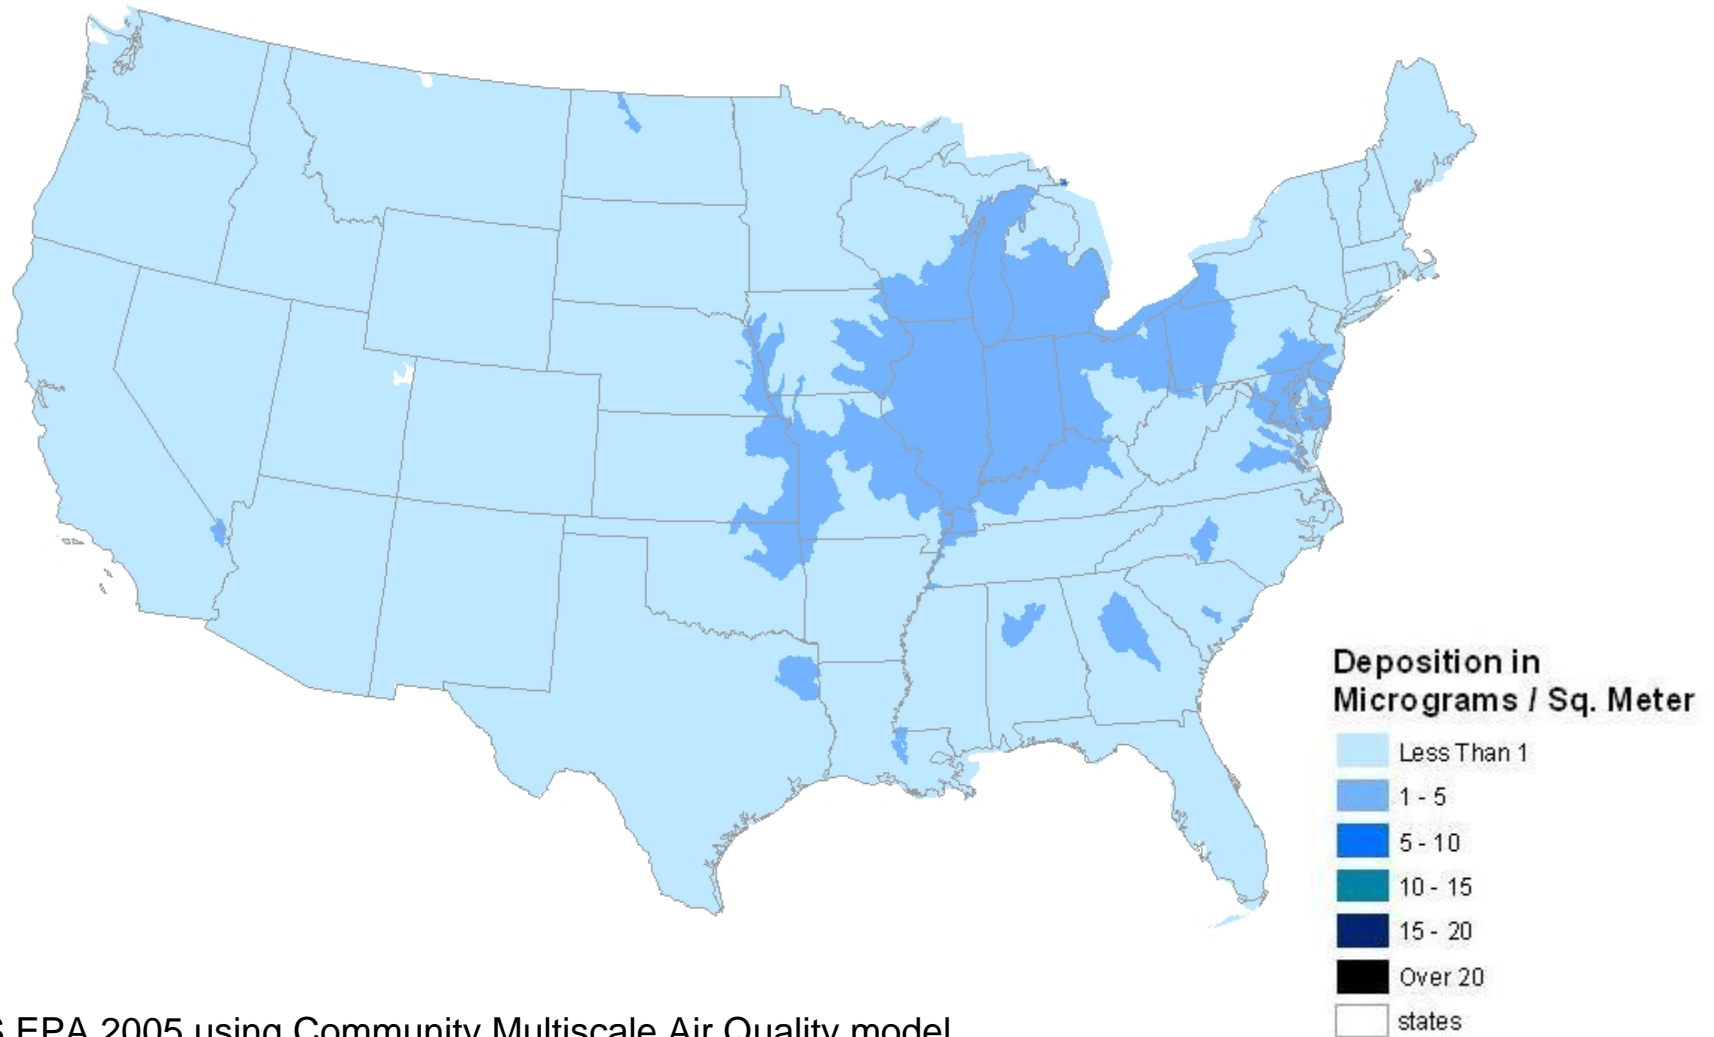 Deposition in
Micrograms / Sq. Meter
Less Than 1
1 - 5
5 - 10
10 - 15
15 - 20
Over 20
states
EPA 2005 using Community Multiscale Air Quality model